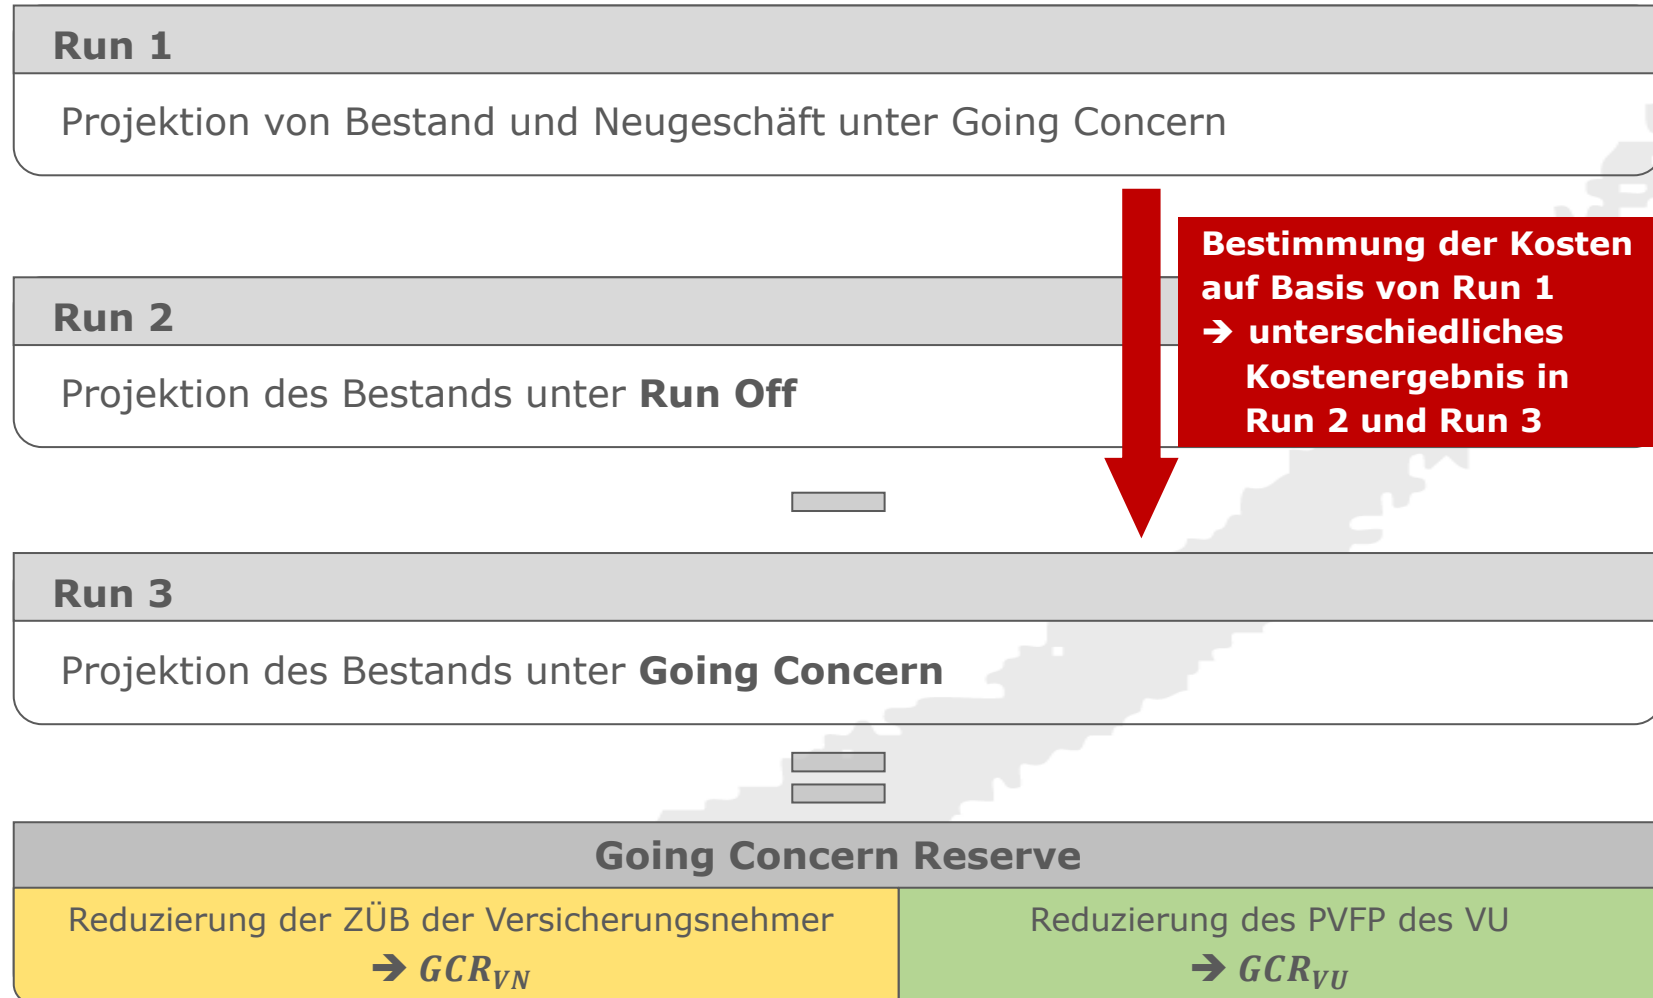 Run 1
Projektion von Bestand und Neugeschäft unter Going Concern
Bestimmung der Kosten
auf Basis von Run 1
➔ unterschiedliches
Kostenergebnis in
Run 2 und Run 3
Run 2
Projektion des Bestands unter Run Off
Run 3
Projektion des Bestands unter Going Concern
Going Concern Reserve
Reduzierung der ZÜB der Versicherungsnehmer
➔ GCR_VN
Reduzierung des PVFP des VU
➔ GCR_VU